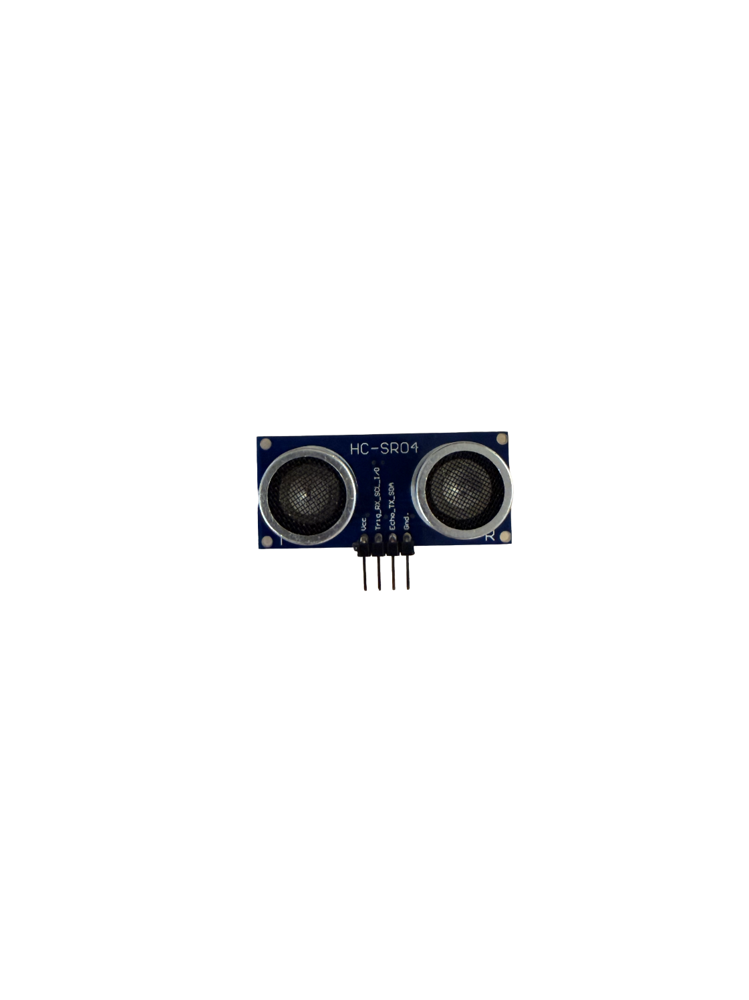 HC-SR04
Vcc
Trig_RX_SCL_I/O
Echo_TX_SDA
Gnd.
T
R